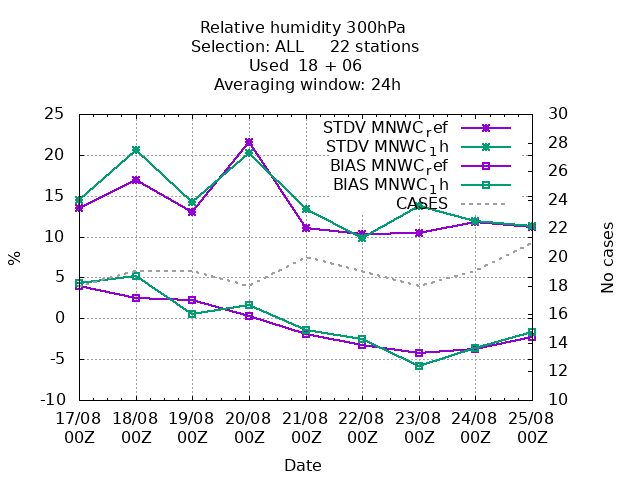 Relative humidity 300hPa
Selection: ALL 22 stations
Used 18 + 06
Averaging window: 24h
25
20
15
10
5
0
-5
-10
%
30
28
26
24
22
20
18
16
14
12
10
No cases
STDV MNWC_ref
STDV MNWC_1h
BIAS MNWC_ref
BIAS MNWC_1h
CASES
17/08 18/08 19/08 20/08 21/08 22/08 23/08 24/08 25/08
00Z 00Z 00Z 00Z 00Z 00Z 00Z 00Z 00Z
Date